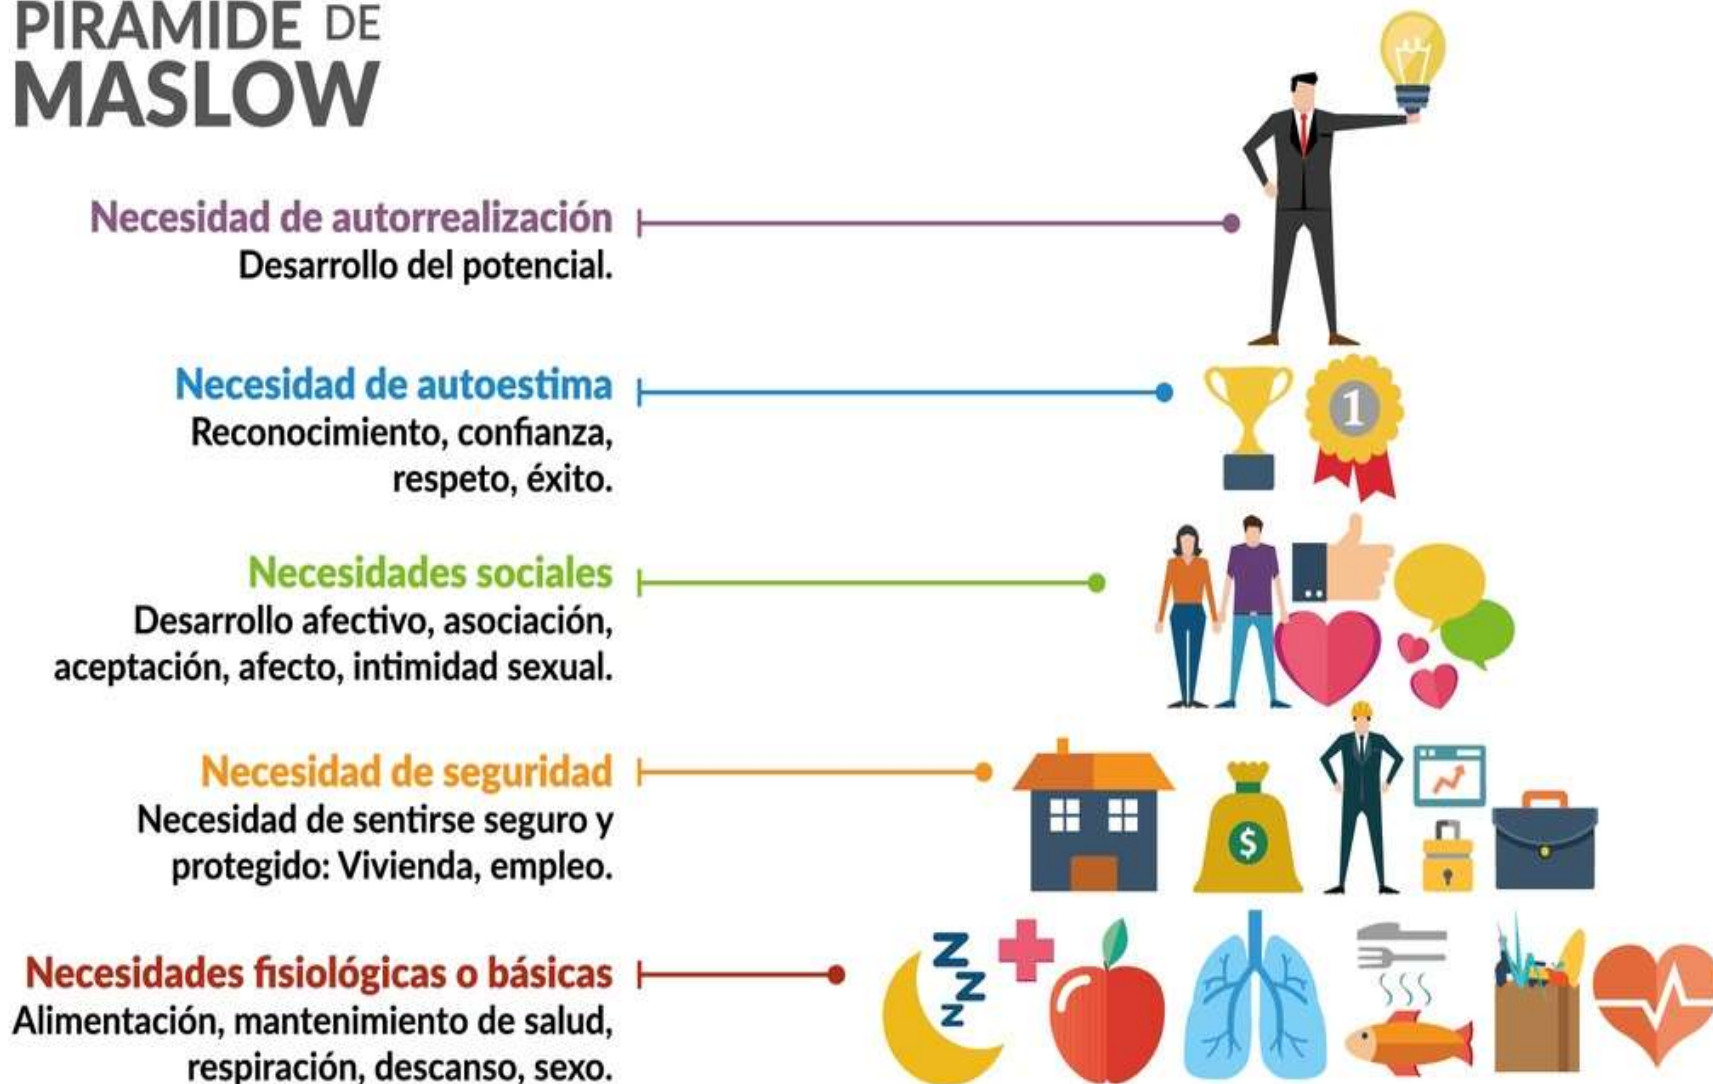 PIRÁMIDE DE
MASLOW
Necesidad de autorrealización
Desarrollo del potencial.
Necesidad de autoestima
Reconocimiento, confianza,
respeto, éxito.
1
Necesidades sociales
Desarrollo afectivo, asociación,
aceptación, afecto, intimidad sexual.
Necesidad de seguridad
Necesidad de sentirse seguro y
protegido: Vivienda, empleo.
$
Necesidades fisiológicas o básicas
Alimentación, mantenimiento de salud,
respiración, descanso, sexo.
Z
Z
Z